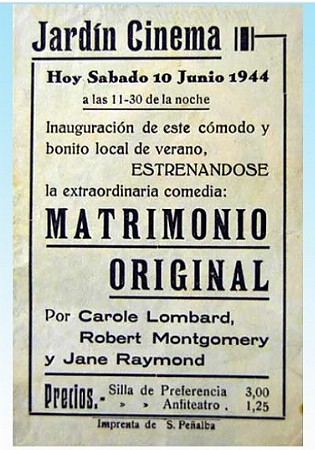 Jardín Cinema
Hoy Sabado 10 Junio 1944
a las 11-30 de la noche
Inauguración de este cómodo y
bonito local de verano,
ESTRENANDOSE
la extraordinaria comedia:
MATRIMONIO
ORIGINAL
Por Carole Lombard,
Robert Montgomery
y Jane Raymond
Precios.- Silla de Preferencia 3,00
» » Anfiteatro . 1,25
Imprenta de S. Peñalba